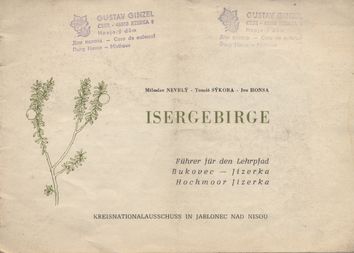 GUSTAV GINZEL
GUSTAV GINZEL
Miloslav NEVRLÝ - Tomáš SÝKORA - Ivo HONSA
ISERGEBIRGE
Führer für den Lehrpfad
Bukovec — Jizerka
Hochmoor Jizerka
KREISNATIONALAUSSCHUSS IN JABLONEC NAD NISOU